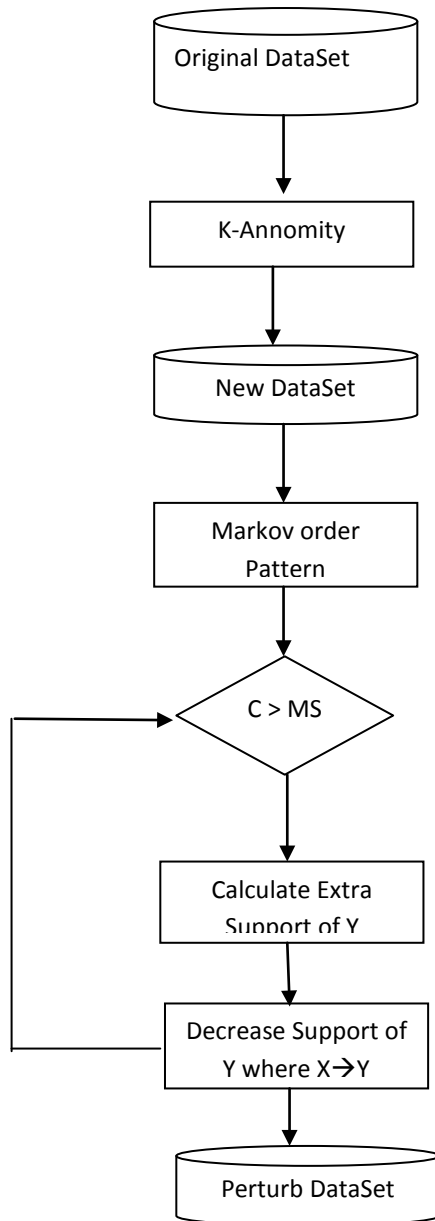 Original DataSet
K-Annomity
New DataSet
Markov order
Pattern
C > MS
Calculate Extra
Support of Y
Decrease Support of
Y where X→Y
Perturb DataSet